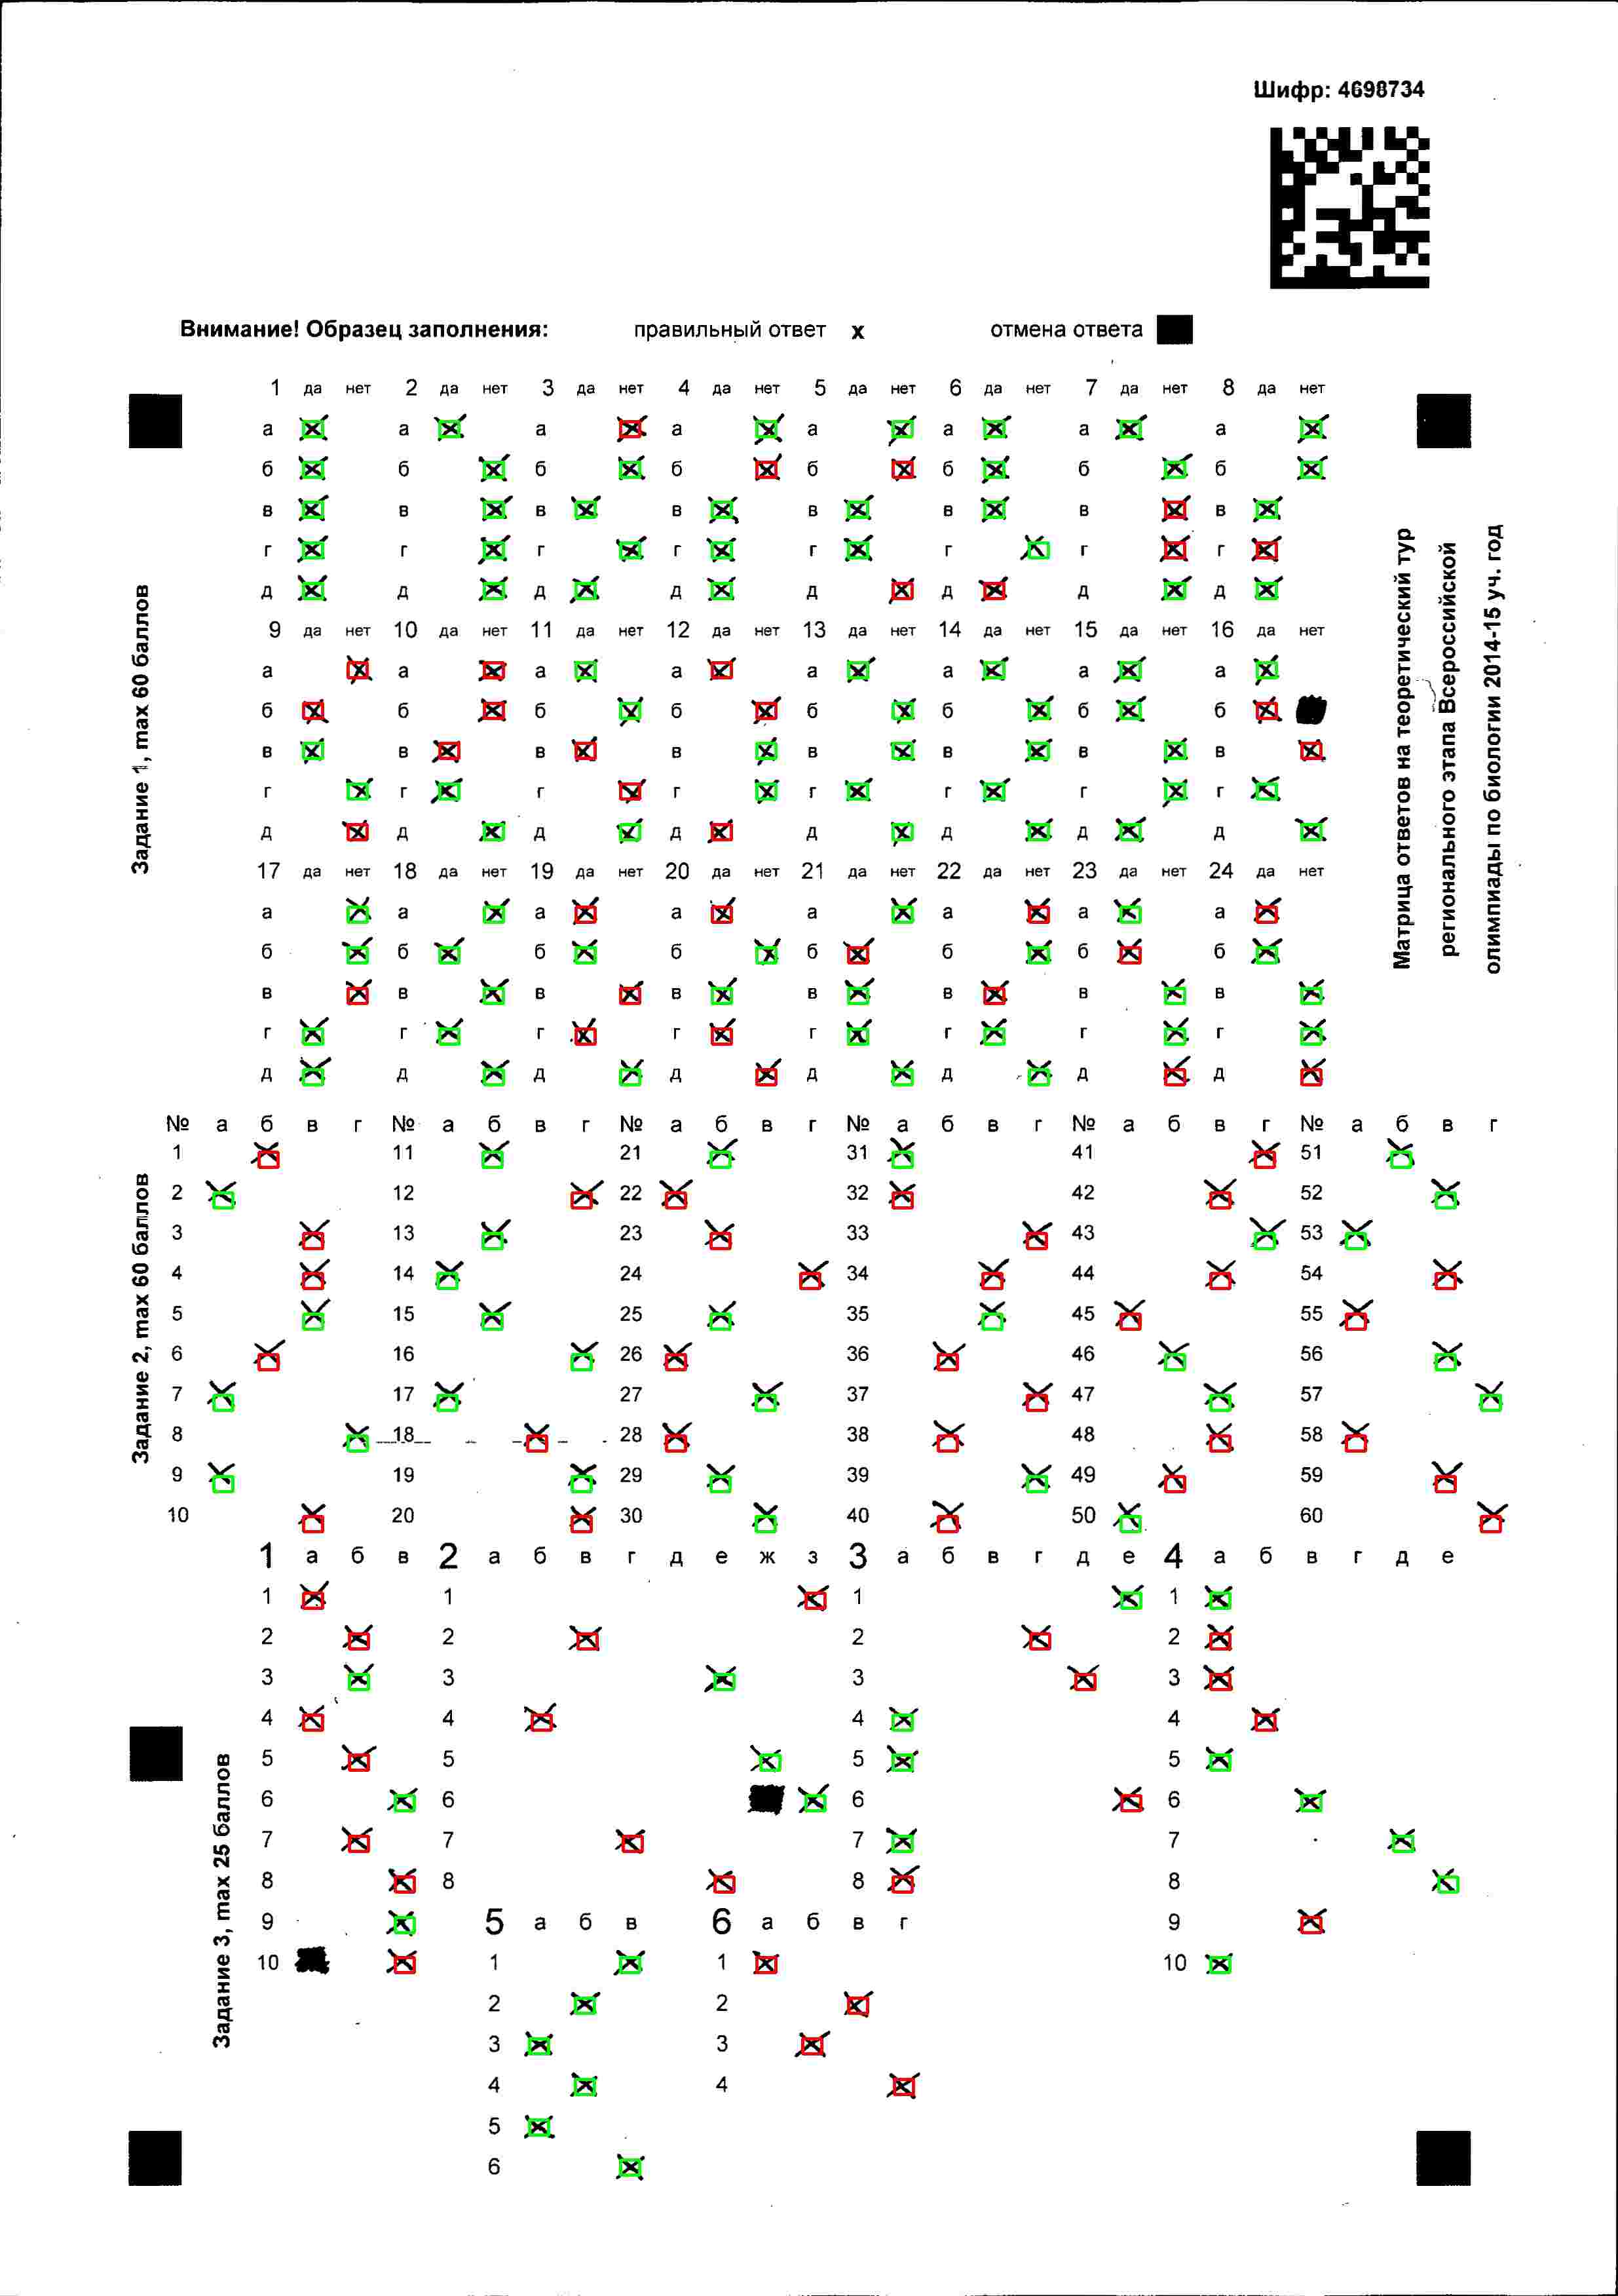 Шифр: 4698734
Внимание! Образец заполнения: правильный ответ x отмена ответа
1 да нет 2 да нет 3 да нет 4 да нет 5 да нет 6 да нет 7 да нет 8 да нет
а а а а а а а а
б б б б б б б б
в в в в в в в в
г г г г г г г г
д д д д д д д д
9 да нет 10 да нет 11 да нет 12 да нет 13 да нет 14 да нет 15 да нет 16 да нет
а а а а а а а а
б б б б б б б б
в в в в в в в в
г г г г г г г г
д д д д д д д д
17 да нет 18 да нет 19 да нет 20 да нет 21 да нет 22 да нет 23 да нет 24 да нет
а а а а а а а а
б б б б б б б б
в в в в в в в в
г г г г г г г г
д д д д д д д д
Задание 1, max 60 баллов
Матрица ответов на теоретический тур
регионального этапа Всероссийской
олимпиады по биологии 2014-15 уч. год
№ а б в г № а б в г № а б в г № а б в г № а б в г № а б в г
1 11 21 31 41 51
2 12 22 32 42 52
3 13 23 33 43 53
4 14 24 34 44 54
5 15 25 35 45 55
6 16 26 36 46 56
7 17 27 37 47 57
8 18 28 38 48 58
9 19 29 39 49 59
10 20 30 40 50 60
Задание 2, max 60 баллов
1 а б в 2 а б в г д е ж з 3 а б в г д е 4 а б в г д е
1 1 1 1
2 2 2 2
3 3 3 3
4 4 4 4
5 5 5 5
6 6 6 6
7 7 7 7
8 8 8 8
9 5 а б в 6 а б в г 9
10 1 1 10
2 2
3 3
4 4
5
6
Задание 3, max 25 баллов